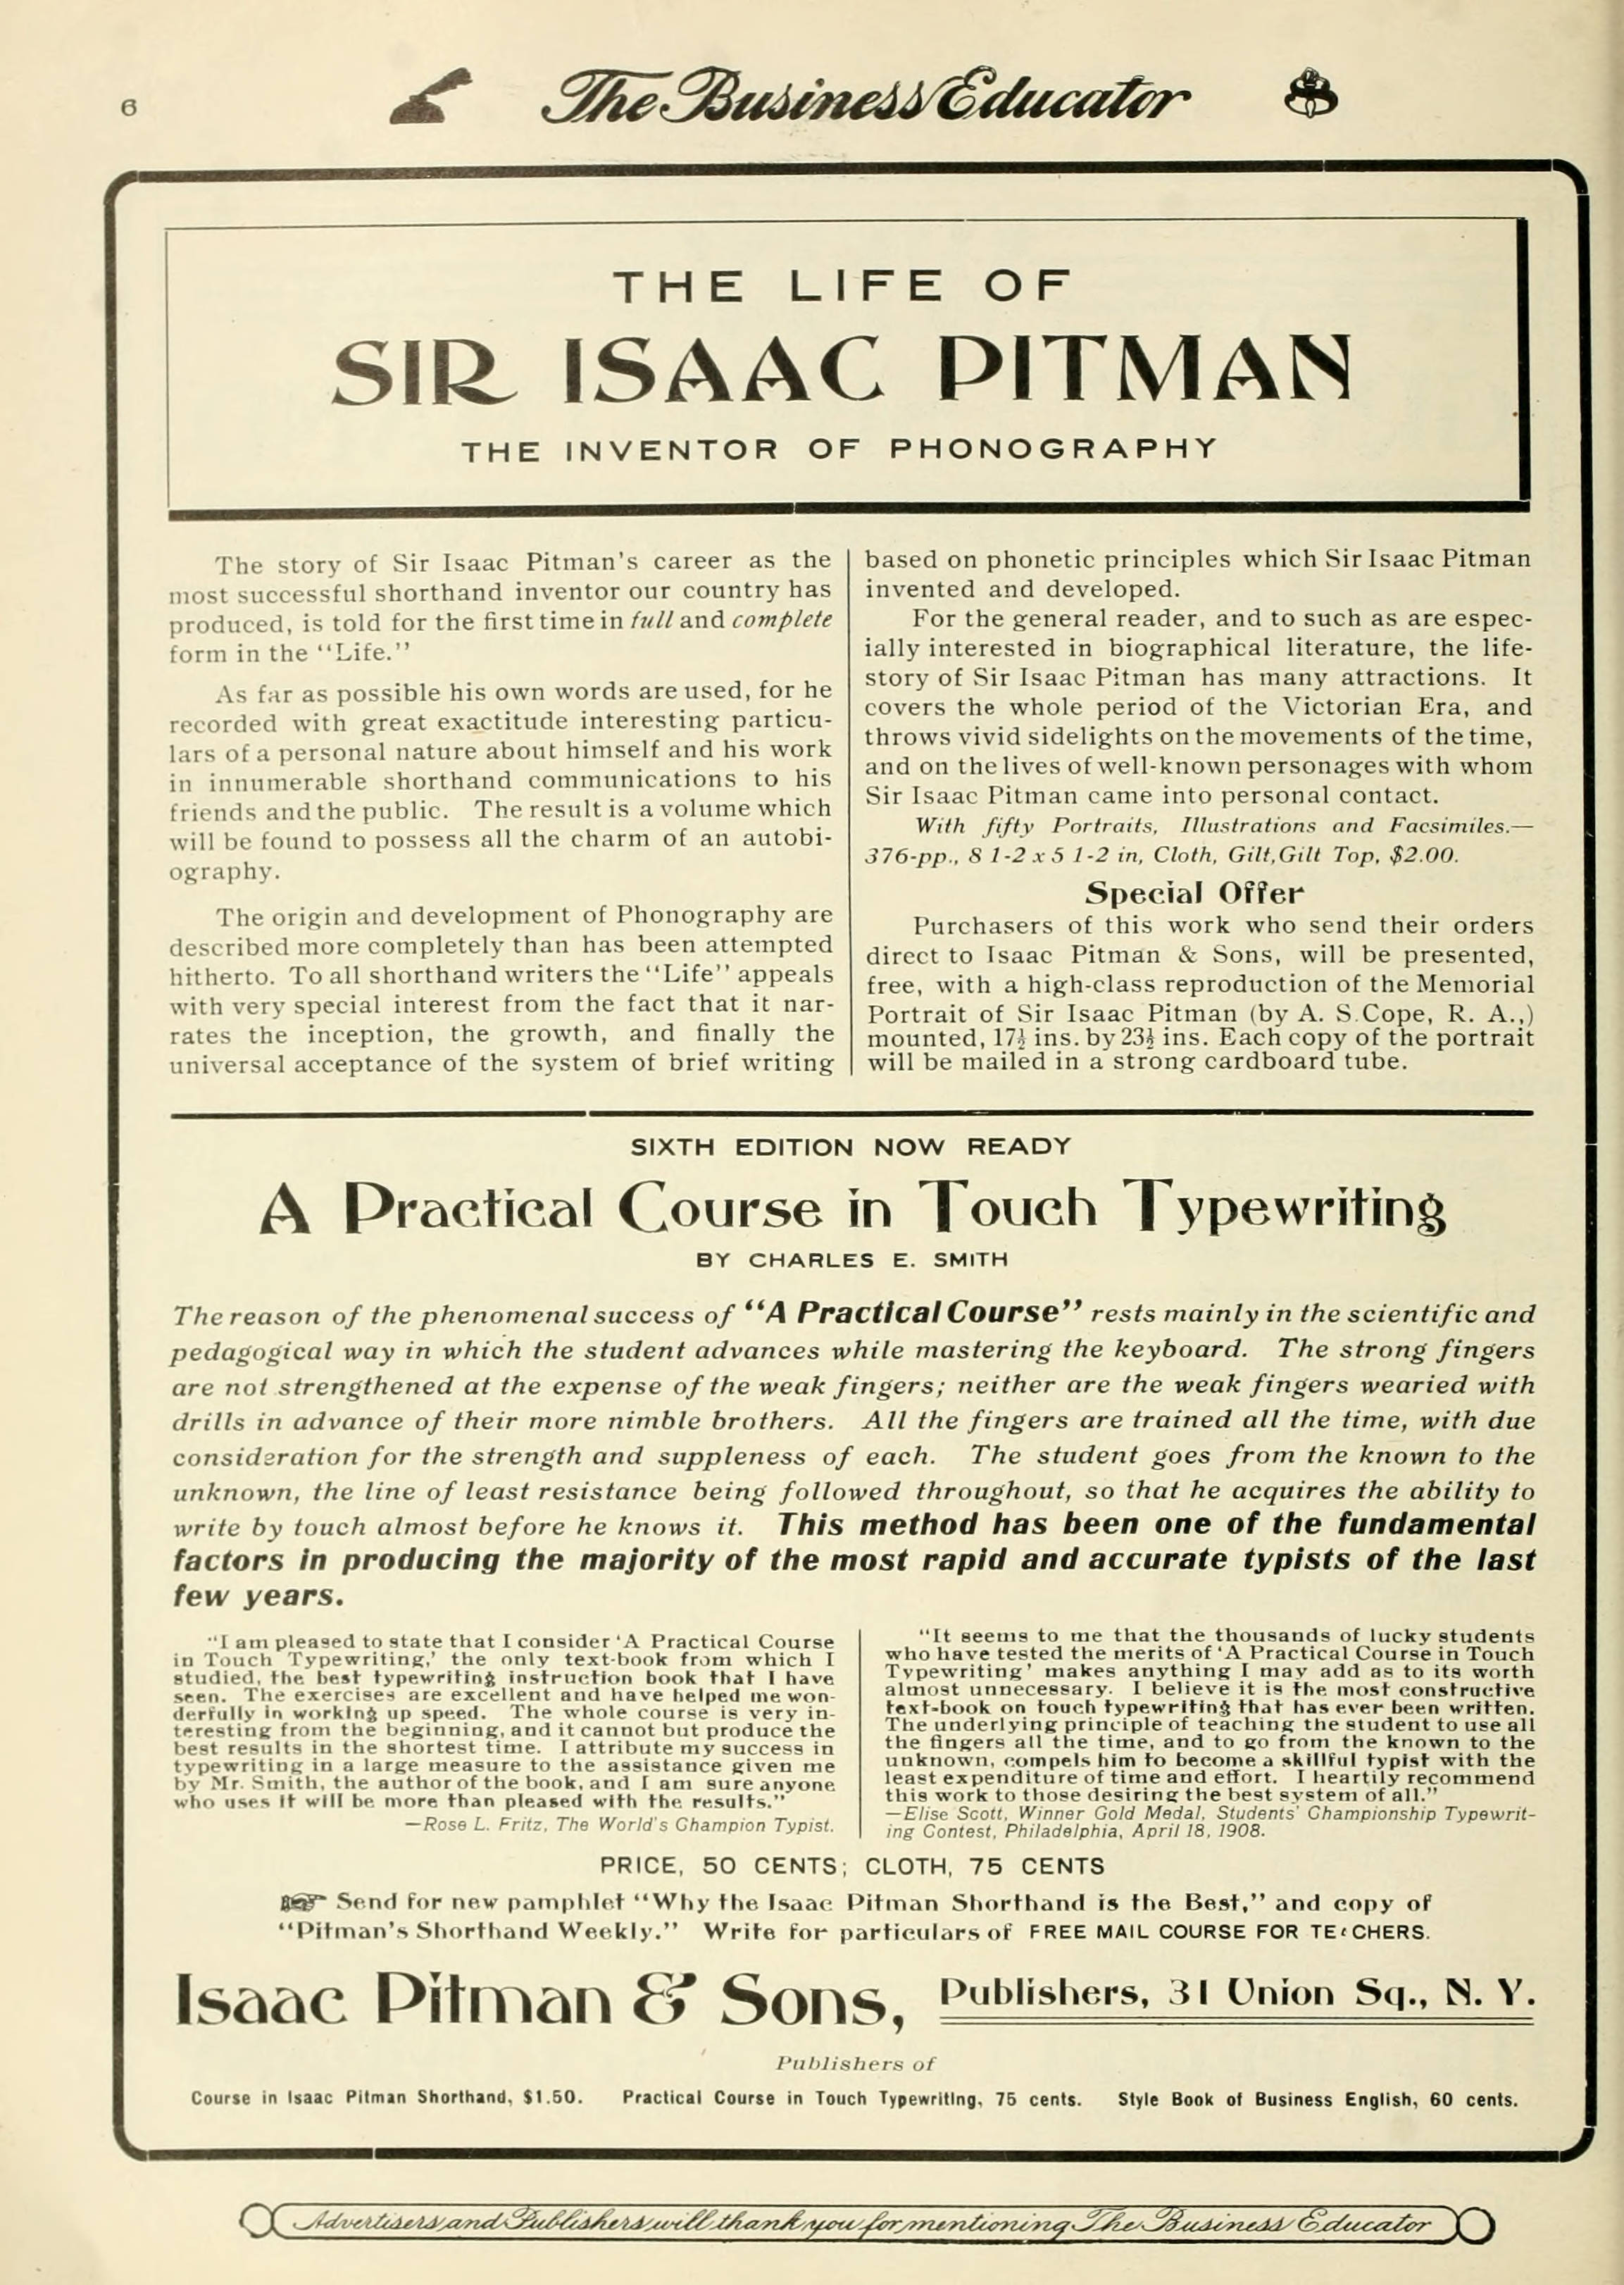 6
The Business Educator
THE LIFE OF
SIR ISAAC PITMAN
THE INVENTOR OF PHONOGRAPHY
The story of Sir Isaac Pitman's career as the
most successful shorthand inventor our country has
produced, is told for the first time in full and complete
form in the "Life."
As far as possible his own words are used, for he
recorded with great exactitude interesting particu-
lars of a personal nature about himself and his work
in innumerable shorthand communications to his
friends and the public. The result is a volume which
will be found to possess all the charm of an autobi-
ography.
The origin and development of Phonography are
described more completely than has been attempted
hitherto. To all shorthand writers the "Life" appeals
with very special interest from the fact that it nar-
rates the inception, the growth, and finally the
universal acceptance of the system of brief writing
based on phonetic principles which Sir Isaac Pitman
invented and developed.
For the general reader, and to such as are espec-
ially interested in biographical literature, the life-
story of Sir Isaac Pitman has many attractions. It
covers the whole period of the Victorian Era, and
throws vivid sidelights on the movements of the time,
and on the lives of well-known personages with whom
Sir Isaac Pitman came into personal contact.
With fifty Portraits, Illustrations and Facsimiles.—
376-pp., 8 1-2 x 5 1-2 in, Cloth, Gilt, Gilt Top, $2.00.
Special Offer
Purchasers of this work who send their orders
direct to Isaac Pitman & Sons, will be presented,
free, with a high-class reproduction of the Memorial
Portrait of Sir Isaac Pitman (by A. S. Cope, R. A.,)
mounted, 17½ ins. by 23½ ins. Each copy of the portrait
will be mailed in a strong cardboard tube.
SIXTH EDITION NOW READY
A Practical Course in Touch Typewriting
BY CHARLES E. SMITH
The reason of the phenomenal success of "A Practical Course" rests mainly in the scientific and
pedagogical way in which the student advances while mastering the keyboard. The strong fingers
are not strengthened at the expense of the weak fingers; neither are the weak fingers wearied with
drills in advance of their more nimble brothers. All the fingers are trained all the time, with due
consideration for the strength and suppleness of each. The student goes from the known to the
unknown, the line of least resistance being followed throughout, so that he acquires the ability to
write by touch almost before he knows it. This method has been one of the fundamental
factors in producing the majority of the most rapid and accurate typists of the last
few years.
"I am pleased to state that I consider 'A Practical Course
in Touch Typewriting,' the only text-book from which I
studied, the best typewriting instruction book that I have
seen. The exercises are excellent and have helped me won-
derfully in working up speed. The whole course is very in-
teresting from the beginning, and it cannot but produce the
best results in the shortest time. I attribute my success in
typewriting in a large measure to the assistance given me
by Mr. Smith, the author of the book, and I am sure anyone
who uses it will be more than pleased with the results."
—Rose L. Fritz, The World's Champion Typist.
"It seems to me that the thousands of lucky students
who have tested the merits of 'A Practical Course in Touch
Typewriting' makes anything I may add as to its worth
almost unnecessary. I believe it is the most constructive
text-book on touch typewriting that has ever been written.
The underlying principle of teaching the student to use all
the fingers all the time, and to go from the known to the
unknown, compels him to become a skillful typist with the
least expenditure of time and effort. I heartily recommend
this work to those desiring the best system of all."
—Elise Scott, Winner Gold Medal, Students' Championship Typewrit-
ing Contest, Philadelphia, April 18, 1908.
PRICE, 50 CENTS; CLOTH, 75 CENTS
☞ Send for new pamphlet "Why the Isaac Pitman Shorthand is the Best," and copy of
"Pitman's Shorthand Weekly." Write for particulars of FREE MAIL COURSE FOR TEACHERS.
Isaac Pitman & Sons, Publishers, 31 Union Sq., N. Y.
Publishers of
Course in Isaac Pitman Shorthand, $1.50. Practical Course in Touch Typewriting, 75 cents. Style Book of Business English, 60 cents.
Advertisers and Publishers will thank you for mentioning The Business Educator